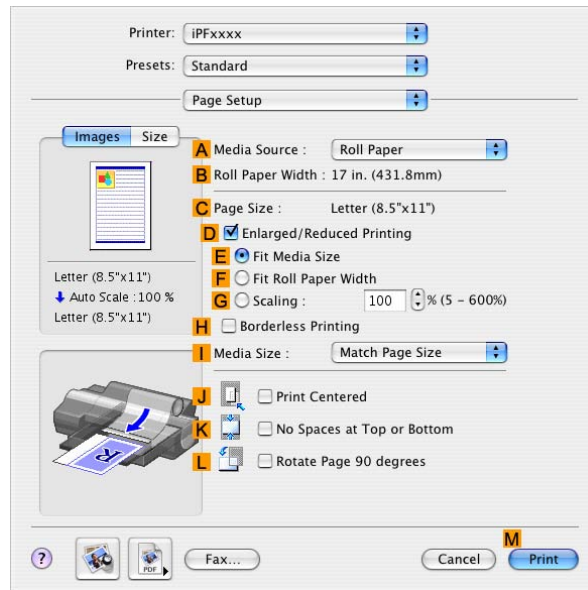 Printer: iPFxxxx
Presets: Standard
Page Setup
Images Size
A Media Source : Roll Paper
B Roll Paper Width : 17 in. (431.8mm)
C Page Size : Letter (8.5"x11")
D Enlarged/Reduced Printing
E Fit Media Size
F Fit Roll Paper Width
G Scaling : 100 % (5 - 600%)
Letter (8.5"x11")
Auto Scale :100 %
Letter (8.5"x11")
H Borderless Printing
I Media Size : Match Page Size
J Print Centered
K No Spaces at Top or Bottom
L Rotate Page 90 degrees
R
M
? PDF Fax... Cancel Print